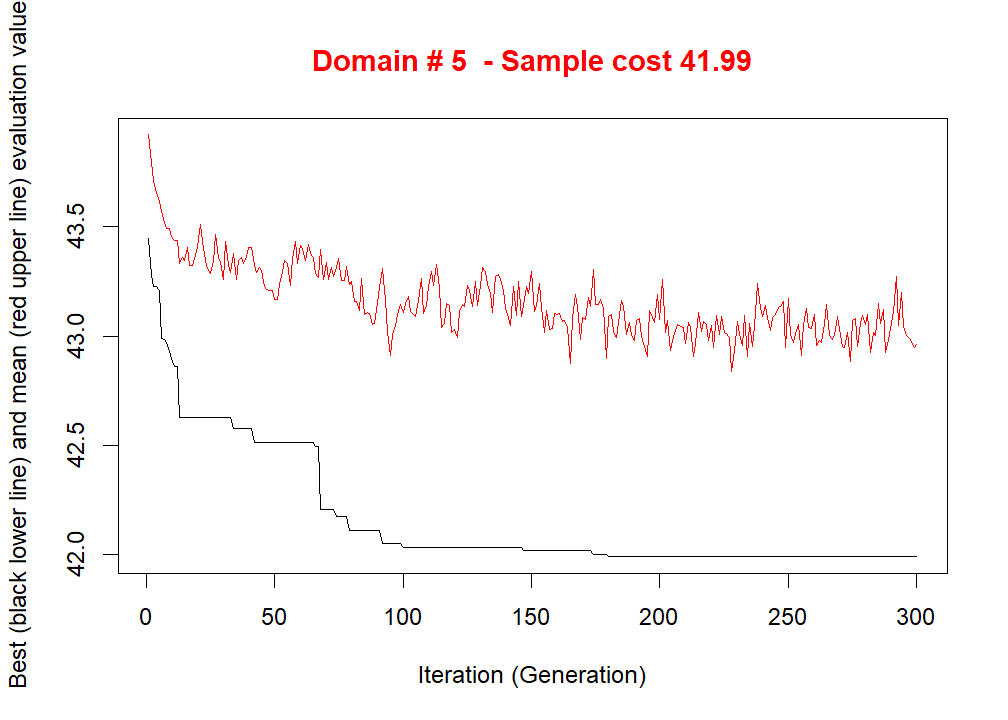 Domain # 5  - Sample cost 41.99
Best (black lower line) and mean (red upper line) evaluation value
43.5
43.0
42.5
42.0
0 50 100 150 200 250 300
Iteration (Generation)